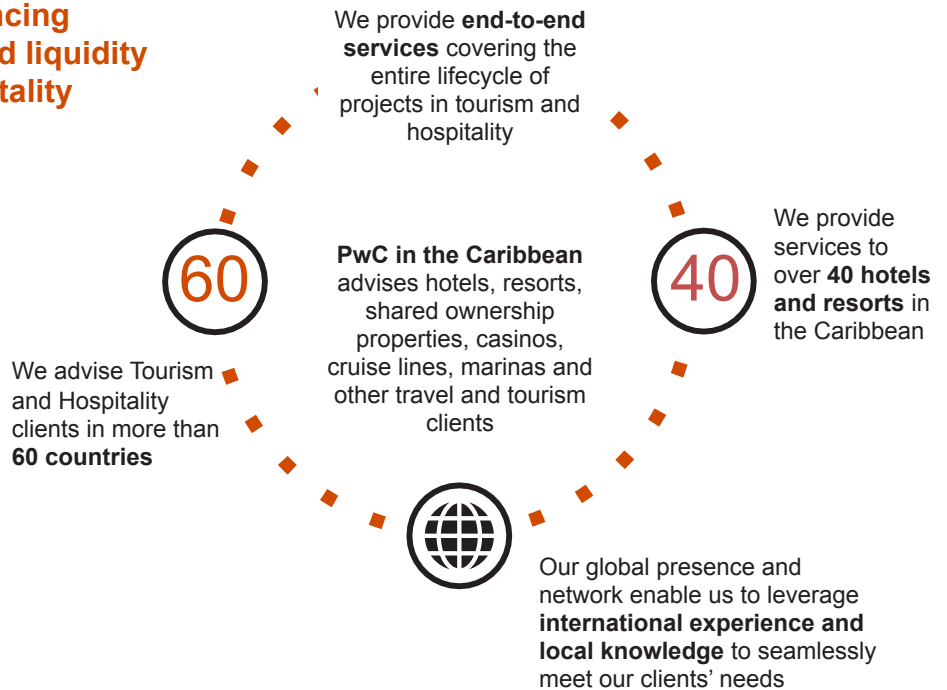 We provide end-to-end
services covering the
entire lifecycle of
projects in tourism and
hospitality
60
PwC in the Caribbean
advises hotels, resorts,
shared ownership
properties, casinos,
cruise lines, marinas and
other travel and tourism
clients
40
We provide
services to
over 40 hotels
and resorts in
the Caribbean
We advise Tourism
and Hospitality
clients in more than
60 countries
Our global presence and
network enable us to leverage
international experience and
local knowledge to seamlessly
meet our clients' needs
liquidity